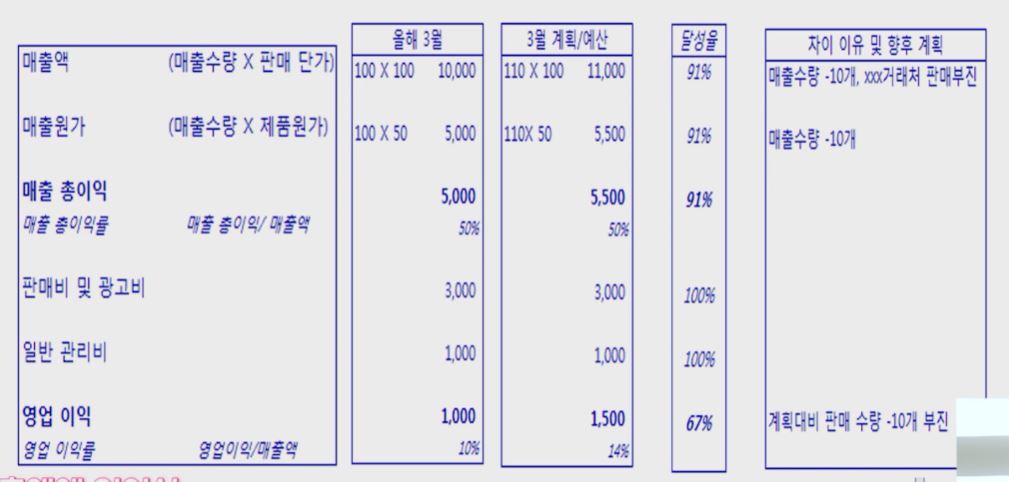 올해 3월 3월 계획/예산 달성율 차이 이유 및 향후 계획
매출액 (매출수량 X 판매 단가) 100 X 100 10,000 110 X 100 11,000 91% 매출수량 -10개, xxx거래처 판매부진
매출원가 (매출수량 X 제품원가) 100 X 50 5,000 110X 50 5,500 91% 매출수량 -10개
매출 총이익 5,000 5,500 91%
매출 총이익률 매출 총이익/ 매출액 50% 50%
판매비 및 광고비 3,000 3,000 100%
일반 관리비 1,000 1,000 100%
영업 이익 1,000 1,500 67% 계획대비 판매 수량 -10개 부진
영업 이익률 영업이익/매출액 10% 14%